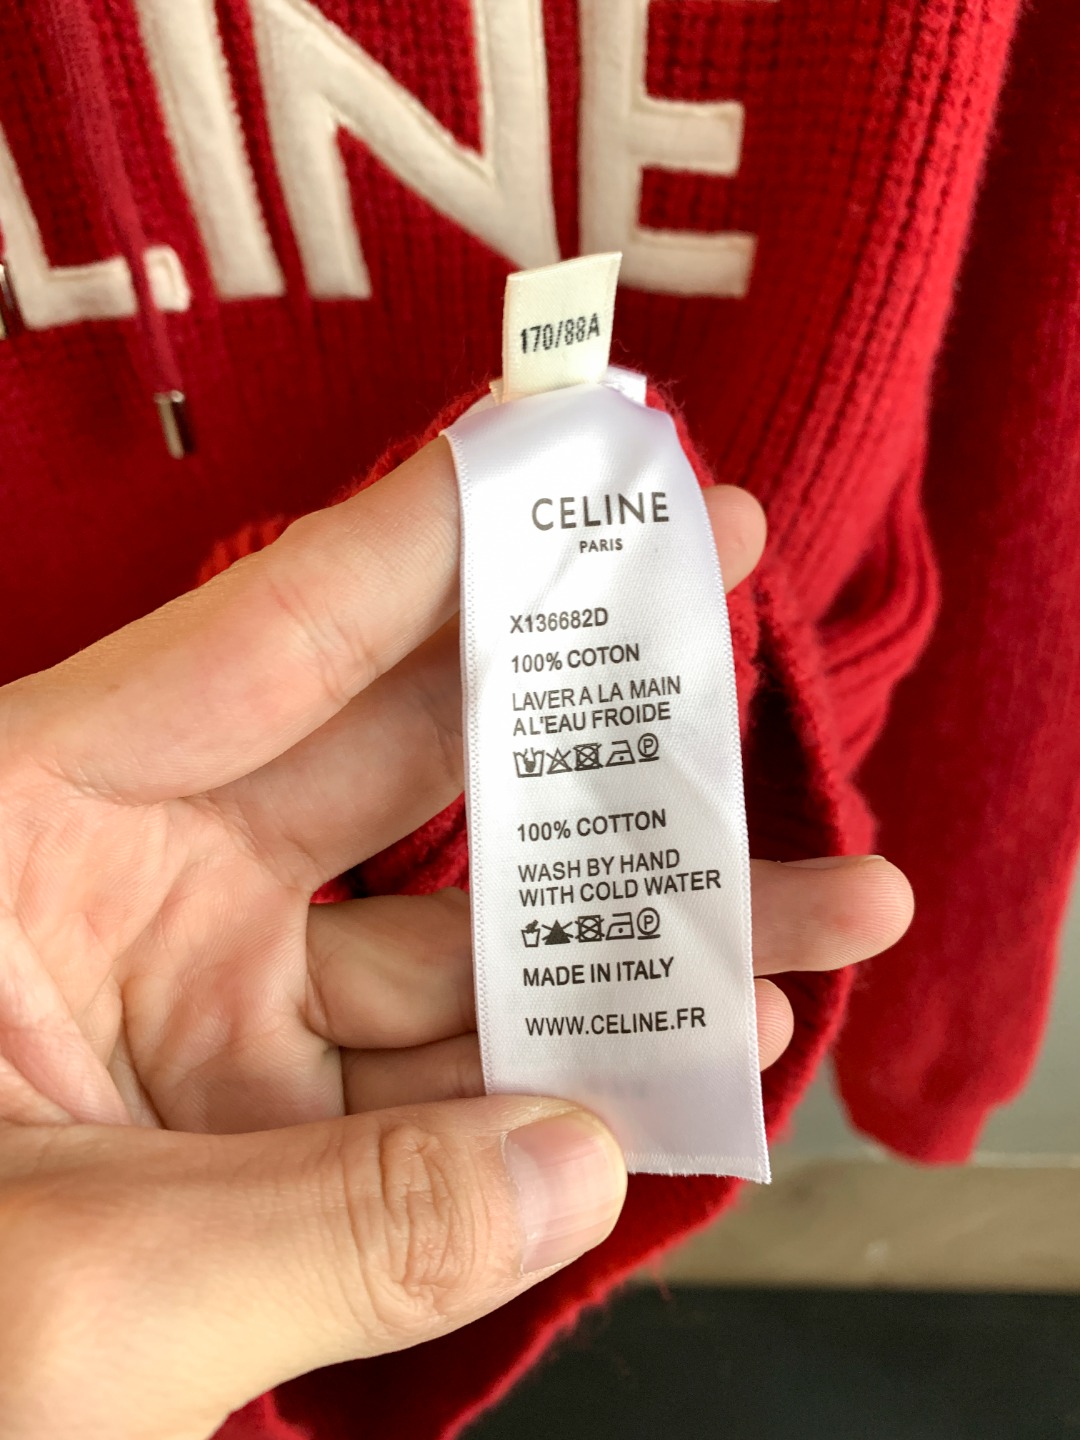 LINE
170/88A
CELINE
PARIS
X136682D
100% COTON
LAVER A LA MAIN
A L'EAU FROIDE
P
100% COTTON
WASH BY HAND
WITH COLD WATER
P
MADE IN ITALY
WWW.CELINE.FR